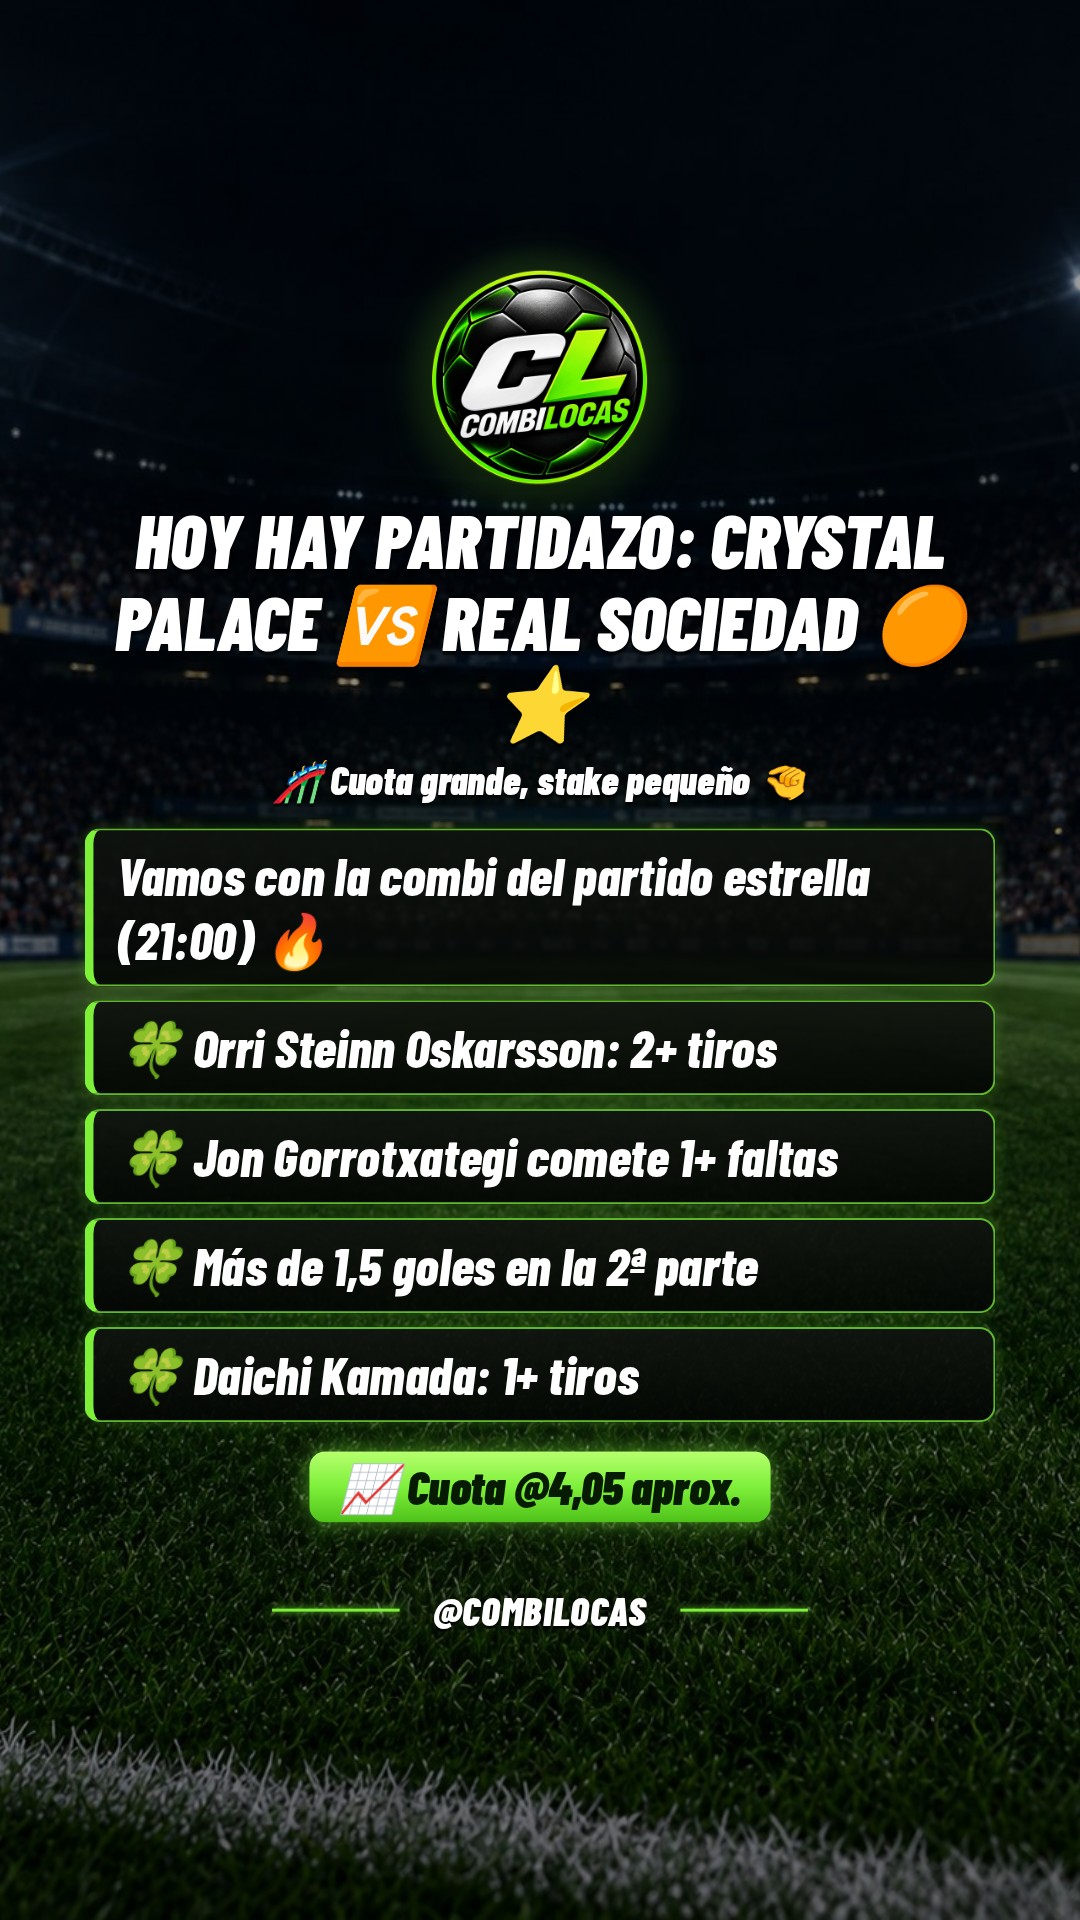 CL
COMBILOCAS
HOY HAY PARTIDAZO: CRYSTAL
PALACE 🆚 REAL SOCIEDAD 🟠
⭐
🎢 Cuota grande, stake pequeño 🤏
Vamos con la combi del partido estrella
(21:00) 🔥
🍀 Orri Steinn Oskarsson: 2+ tiros
🍀 Jon Gorrotxategi comete 1+ faltas
🍀 Más de 1,5 goles en la 2ª parte
🍀 Daichi Kamada: 1+ tiros
📈 Cuota @4,05 aprox.
@COMBILOCAS